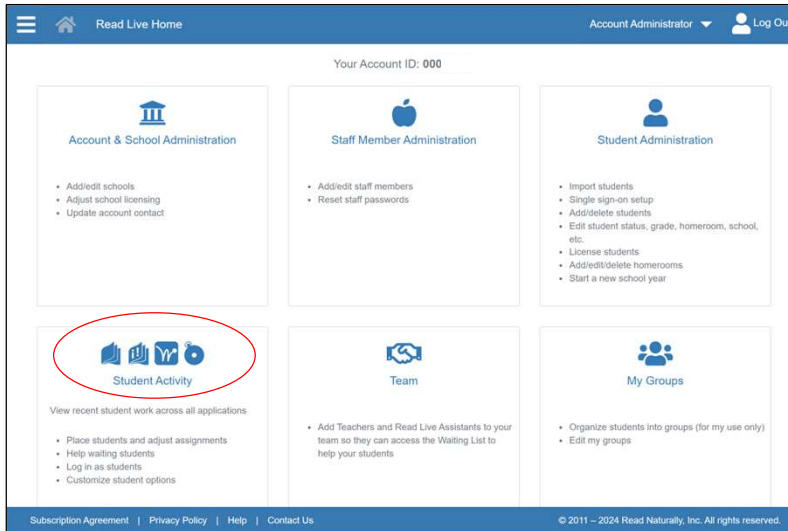 Read Live Home
Account Administrator
Log Ou
Your Account ID: 000
Account & School Administration
• Add/edit schools
• Adjust school licensing
• Update account contact
Staff Member Administration
• Add/edit staff members
• Reset staff passwords
Student Administration
• Import students
• Single sign-on setup
• Add/delete students
• Edit student status, grade, homeroom, school,
etc.
• License students
• Add/edit/delete homerooms
• Start a new school year
Student Activity
View recent student work across all applications
• Place students and adjust assignments
• Help waiting students
• Log in as students
• Customize student options
Team
• Add Teachers and Read Live Assistants to your
team so they can access the Waiting List to
help your students
My Groups
• Organize students into groups (for my use only)
• Edit my groups
Subscription Agreement | Privacy Policy | Help | Contact Us
© 2011 – 2024 Read Naturally, Inc. All rights reserved.